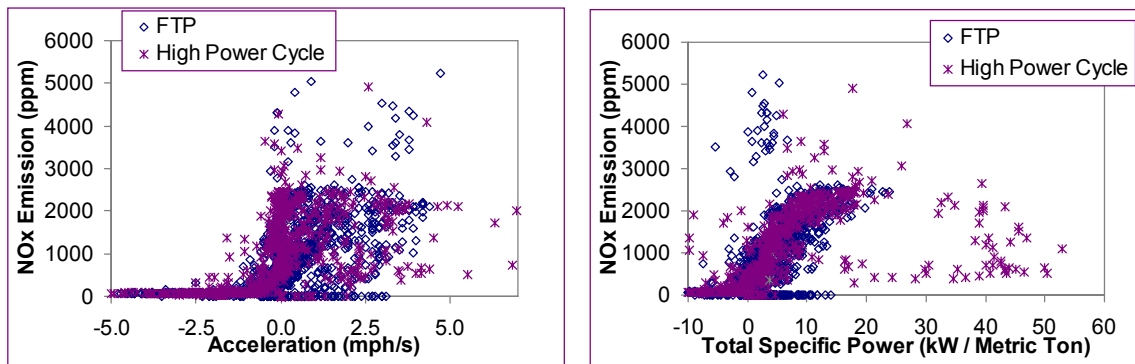 FTP
High Power Cycle
6000
5000
4000
3000
2000
1000
0
NOx Emission (ppm)
-5.0 -2.5 0.0 2.5 5.0
Acceleration (mph/s)
FTP
High Power Cycle
6000
5000
4000
3000
2000
1000
0
NOx Emission (ppm)
-10 0 10 20 30 40 50 60
Total Specific Power (kW / Metric Ton)